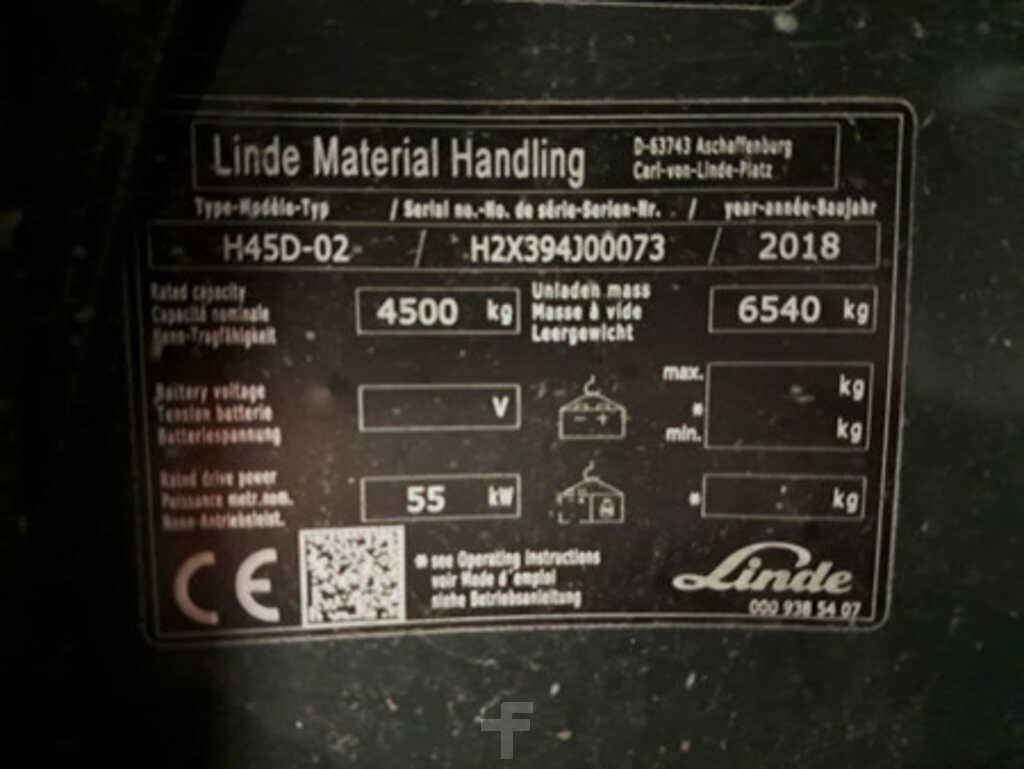 Linde Material Handling
D-63743 Aschaffenburg
Carl-von-Linde-Platz
Type-Modèle-Typ / Serial no.-No. de série-Serien-Nr. / year-année-Baujahr
H45D-02 / H2X394J00073 / 2018
Rated capacity
Capacité nominale
Nenn-Tragfähigkeit
4500 kg
Unladen mass
Masse à vide
Leergewicht
6540 kg
Battery voltage
Tension batterie
Batteriespannung
V
- +
max. kg
*
min. kg
Rated drive power
Puissance motr.nom.
Nenn-Antriebsleist.
55 kW
* kg
CE
* see Operating Instructions
voir Mode d'emploi
siehe Betriebsanleitung
Linde
000 938 54 07
F